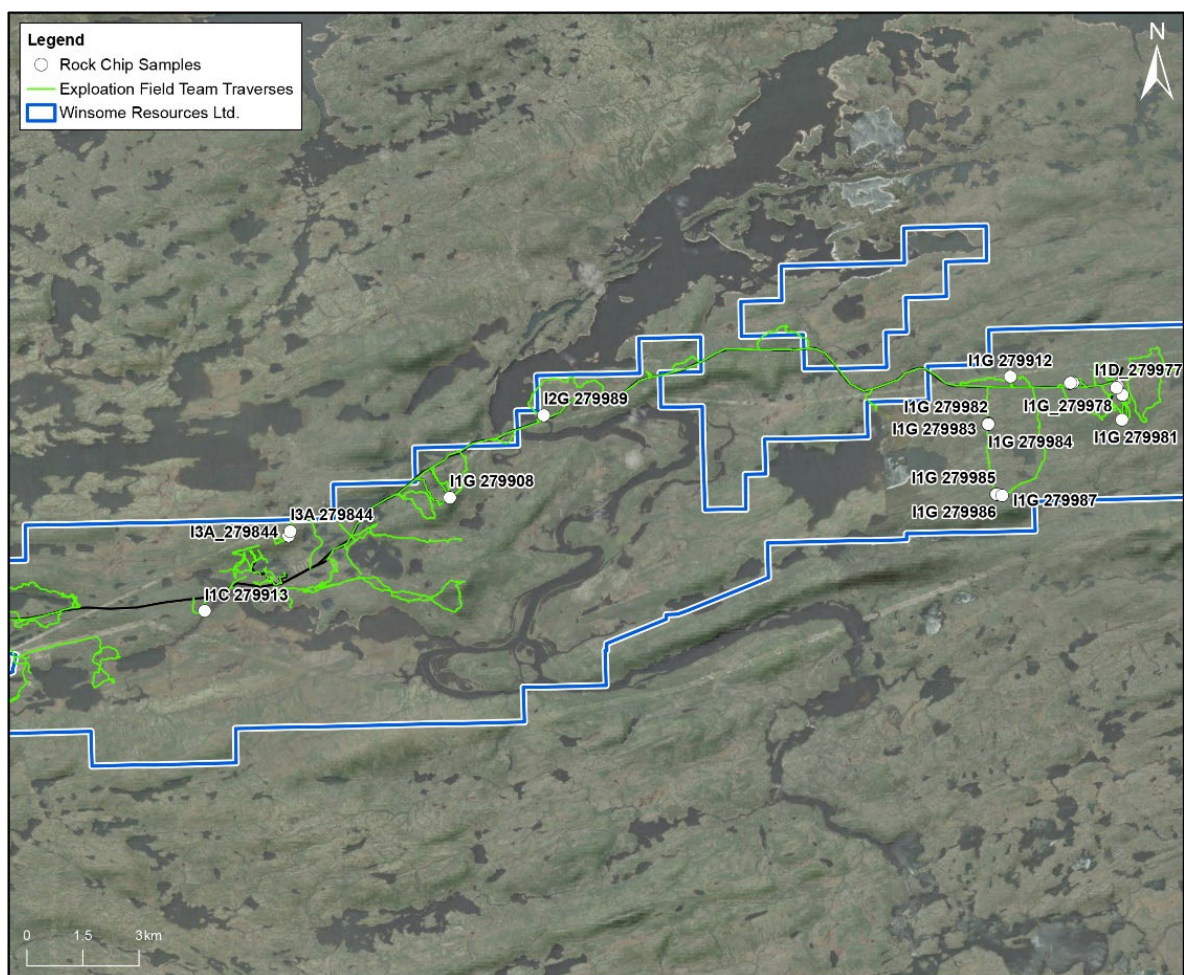 Legend
Rock Chip Samples
Exploation Field Team Traverses
Winsome Resources Ltd.
N
I1G 279912
I1D/ 279977
I2G 279989
I1G 279982
I1G_279978
I1G 279983
I1G 279984
I1G 279981
I1G 279985
I1G 279908
I1G 279987
I1G 279986
I3A 279844
I3A_279844
I1C 279913
0 1.5 3km